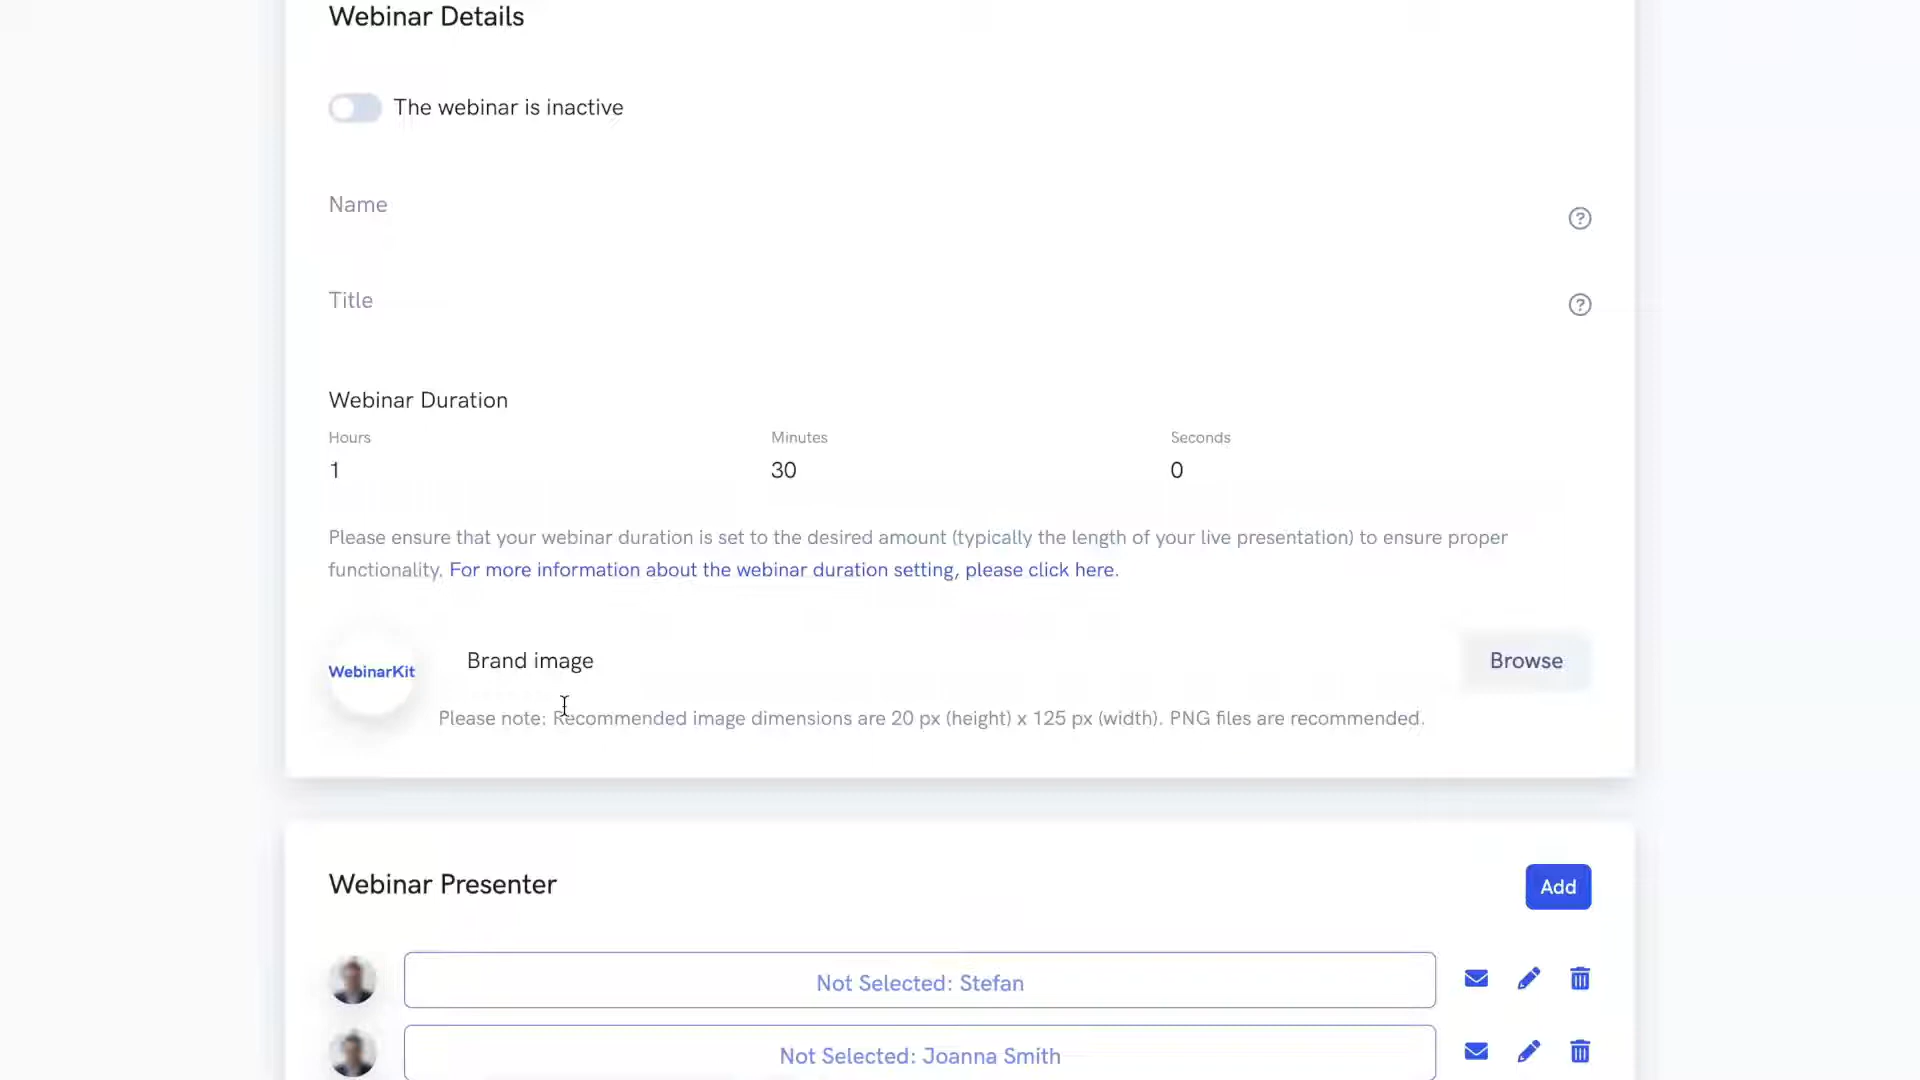 Webinar Details
The webinar is inactive
Name
?
Title
?
Webinar Duration
Hours
Minutes
Seconds
1
30
0
Please ensure that your webinar duration is set to the desired amount (typically the length of your live presentation) to ensure proper
functionality. For more information about the webinar duration setting, please click here.
WebinarKit
Brand image
Browse
Please note: Recommended image dimensions are 20 px (height) x 125 px (width). PNG files are recommended.
Webinar Presenter
Add
Not Selected: Stefan
Not Selected: Joanna Smith